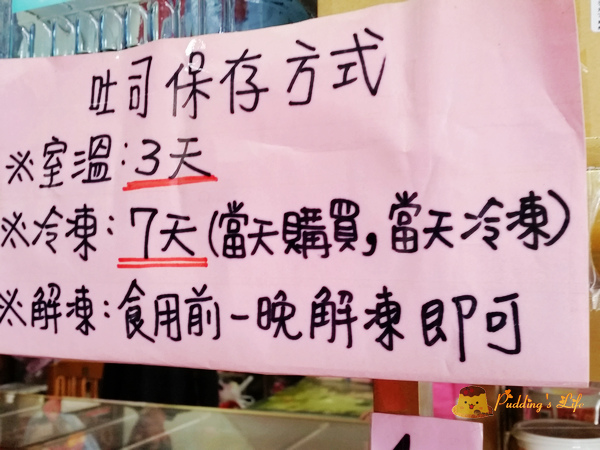 吐司保存方式
※室溫:3天
※冷凍:7天(當天購買,當天冷凍)
※解凍:食用前一晚解凍即可
Pudding's Life